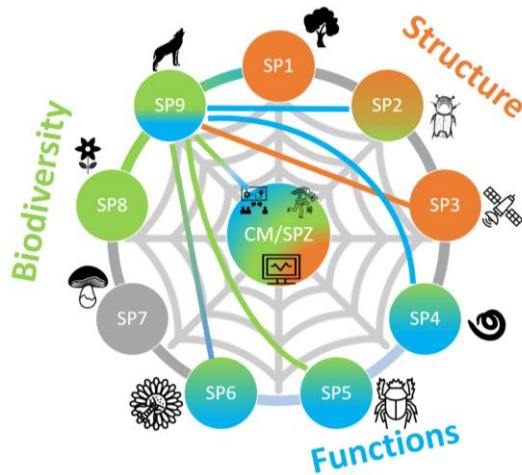 Structure
Biodiversity
SP1
SP9
SP2
SP8
SP3
CM/SPZ
SP7
SP4
SP6
SP5
Functions